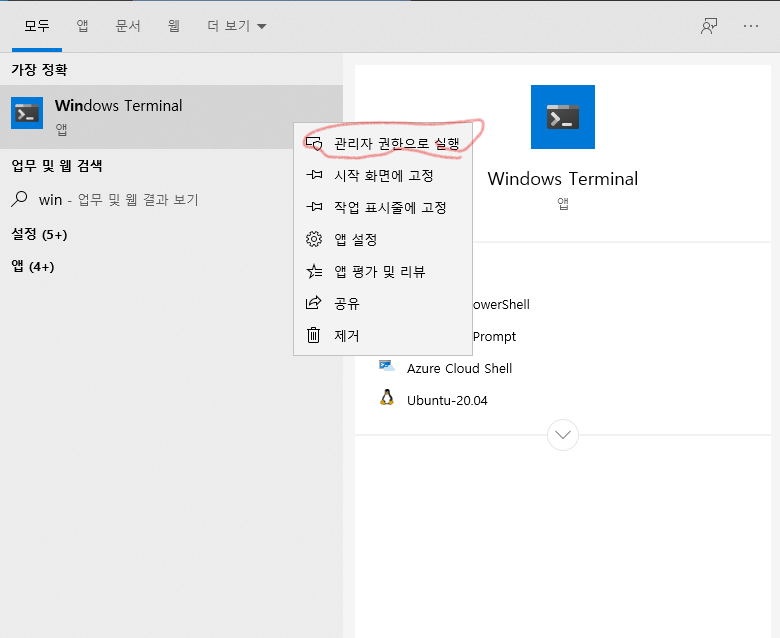 모두 앱 문서 웹 더 보기
가장 정확
Windows Terminal
앱
업무 및 웹 검색
win - 업무 및 웹 결과 보기
설정 (5+)
앱 (4+)
관리자 권한으로 실행
시작 화면에 고정
작업 표시줄에 고정
앱 설정
앱 평가 및 리뷰
공유
제거
Windows Terminal
앱
owerShell
Prompt
Azure Cloud Shell
Ubuntu-20.04